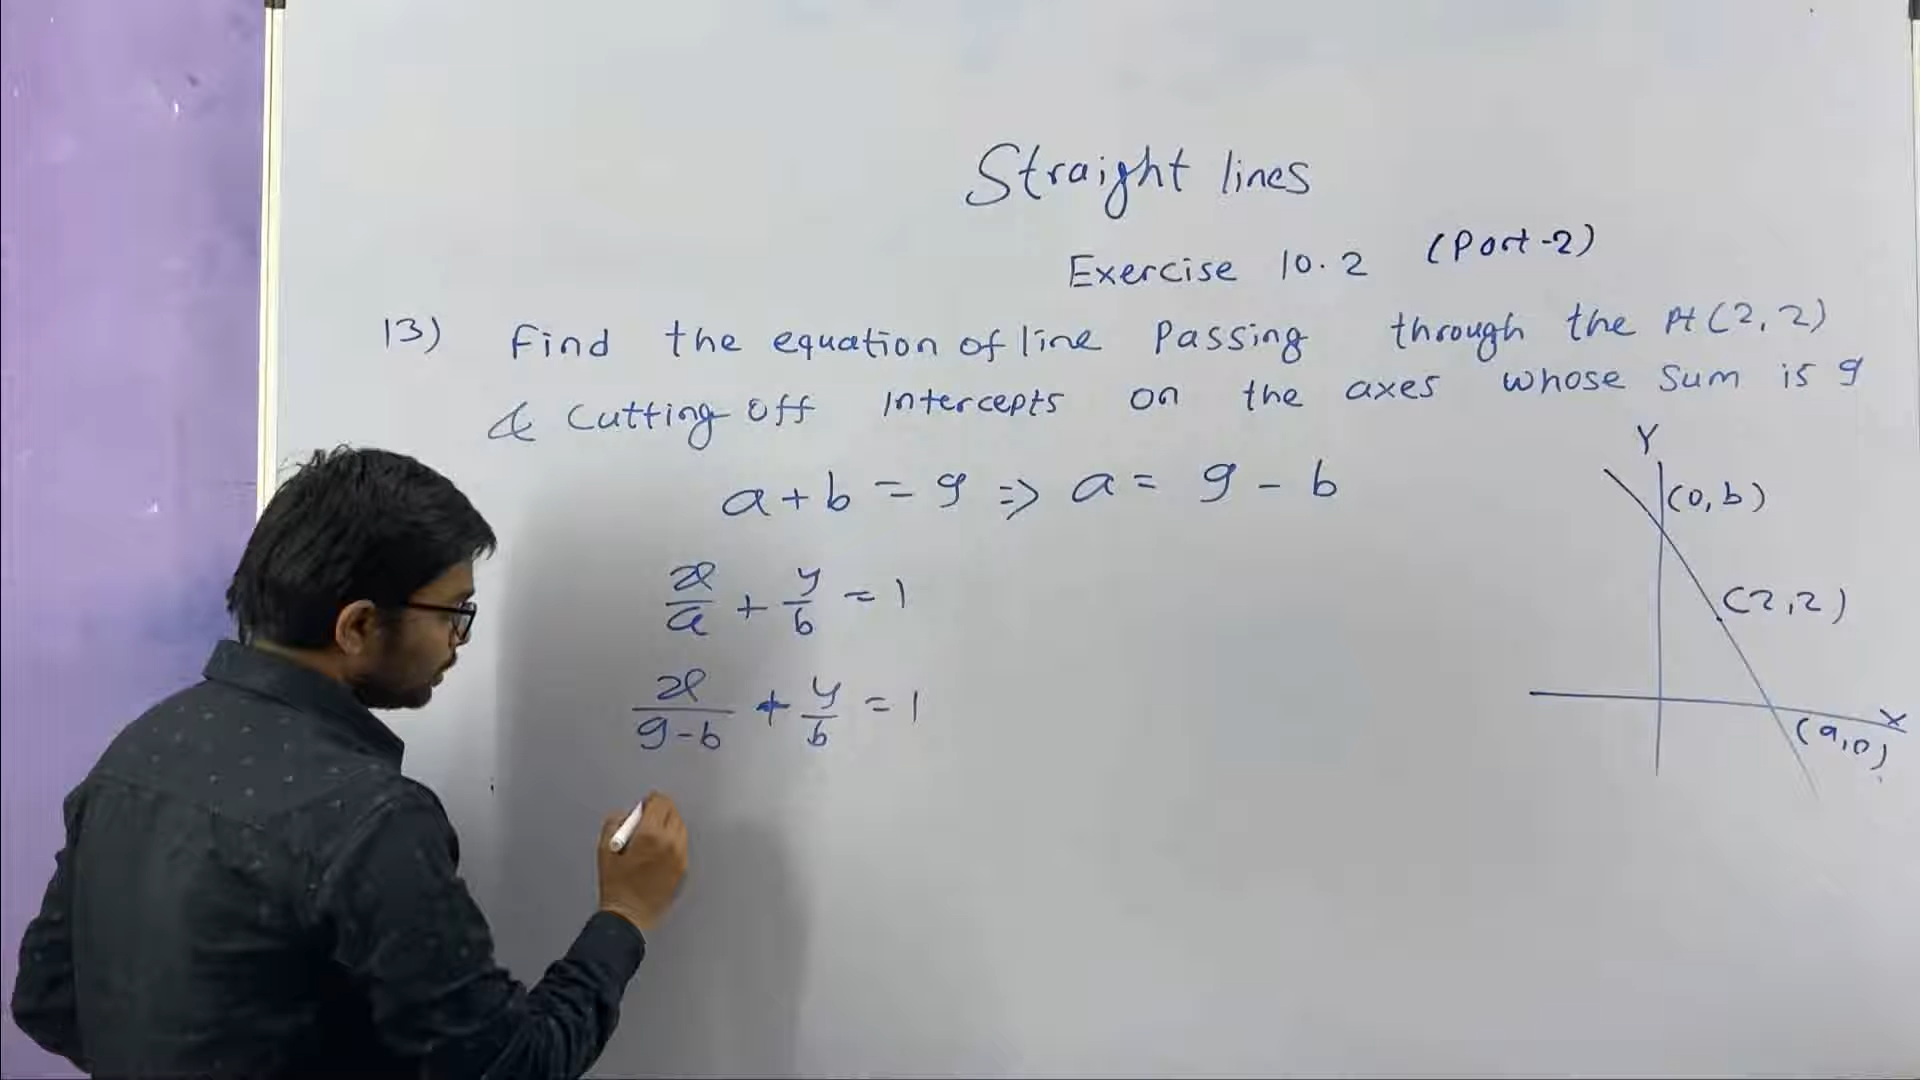 Straight lines
Exercise 10.2 (Part-2)
13) Find the equation of line Passing through the Pt (2, 2)
& Cutting off intercepts on the axes whose sum is 9
a + b = 9 => a = 9 - b
x/a + y/b = 1
x/(9-b) + y/b = 1
Y
(0, b)
(2, 2)
X
(a, 0)